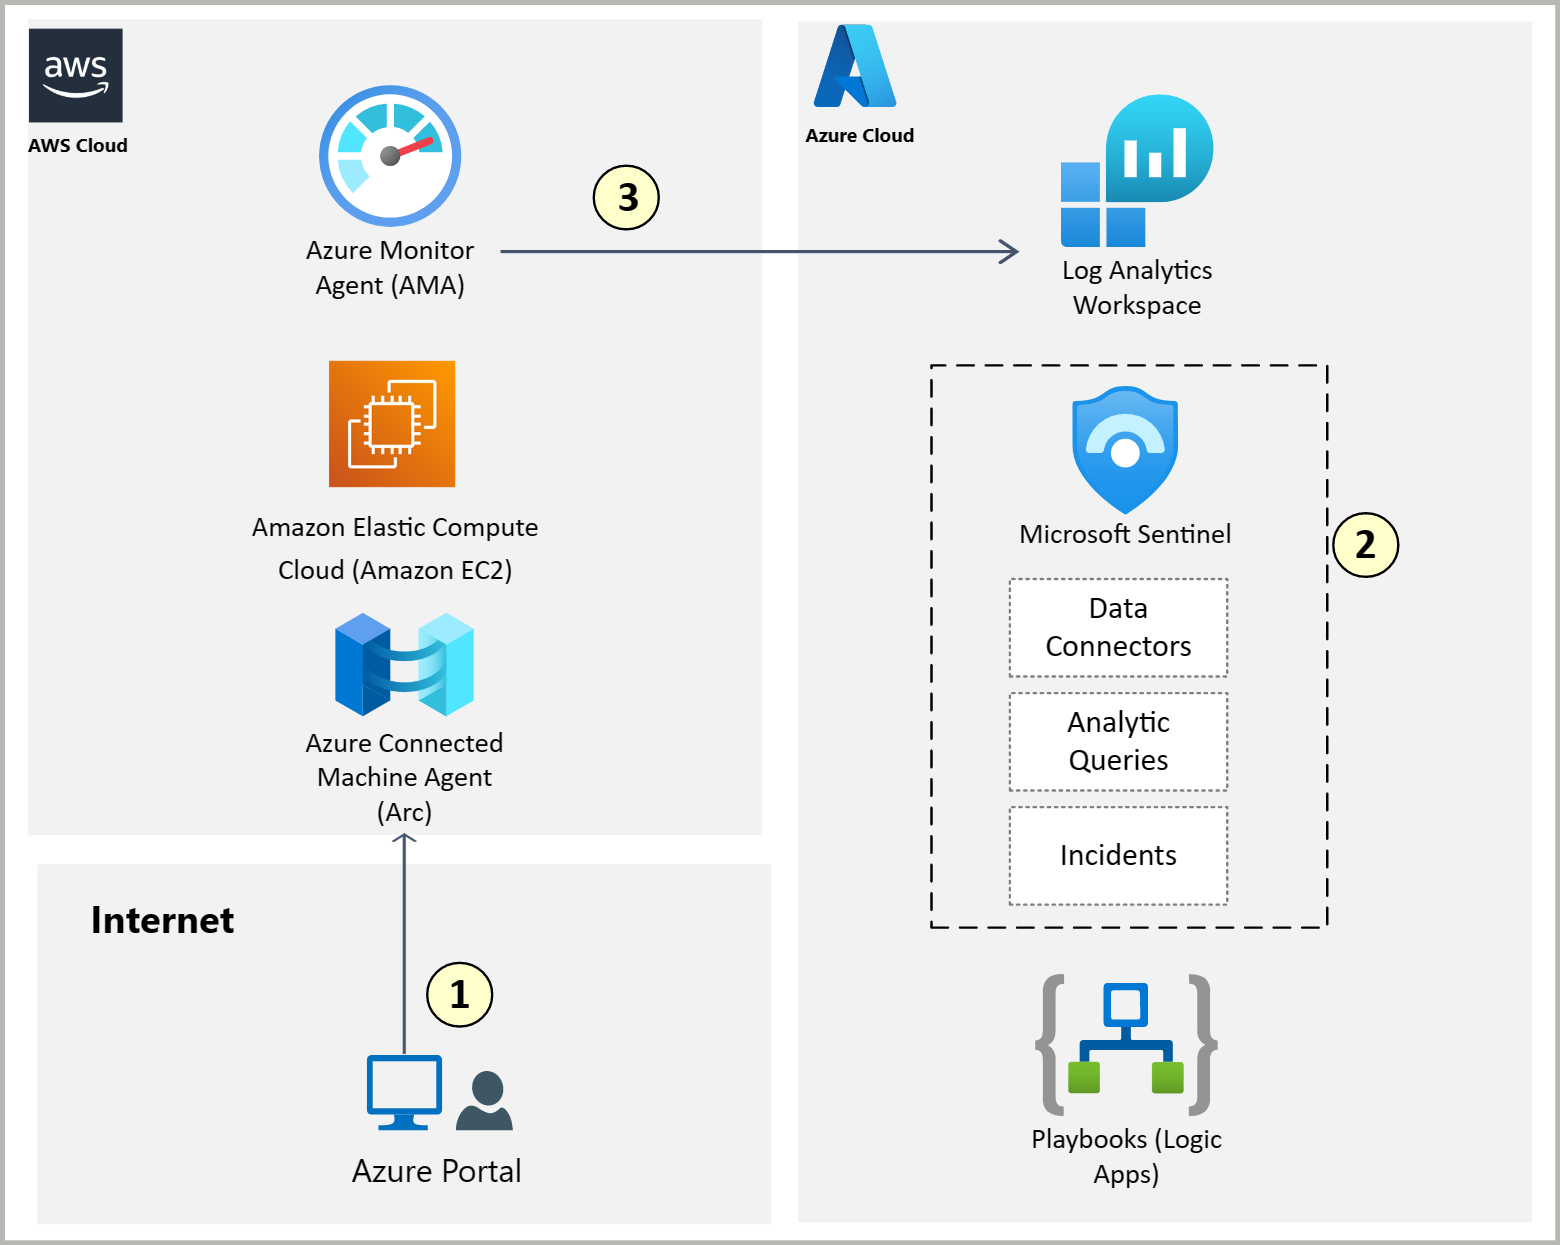 aws
AWS Cloud
Azure Monitor
Agent (AMA)
3
Amazon Elastic Compute
Cloud (Amazon EC2)
Azure Connected
Machine Agent
(Arc)
Internet
1
Azure Portal
Azure Cloud
Log Analytics
Workspace
Microsoft Sentinel
2
Data
Connectors
Analytic
Queries
Incidents
Playbooks (Logic
Apps)